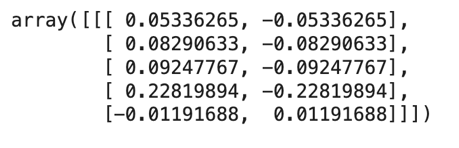 array([[[ 0.05336265, -0.05336265],
[ 0.08290633, -0.08290633],
[ 0.09247767, -0.09247767],
[ 0.22819894, -0.22819894],
[-0.01191688, 0.01191688]]])